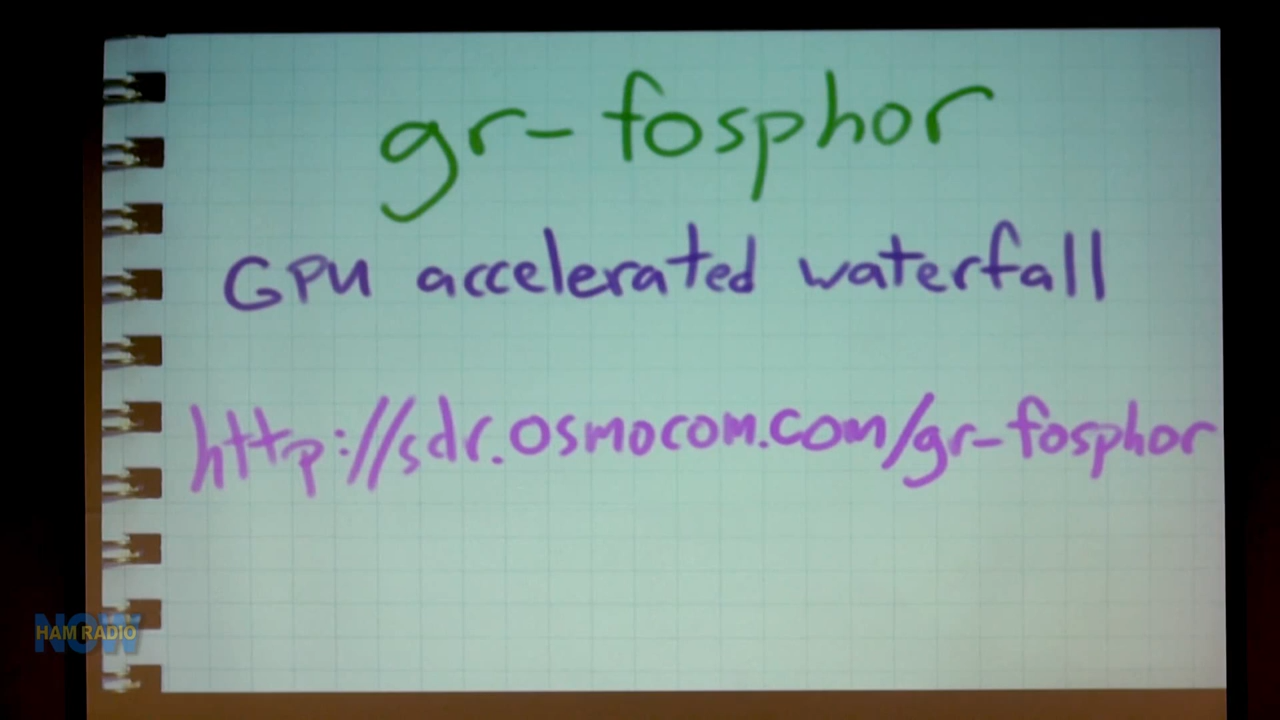 gr-fosphor
GPU accelerated waterfall
http://sdr.osmocom.com/gr-fosphor
HAM RADIO
NOW